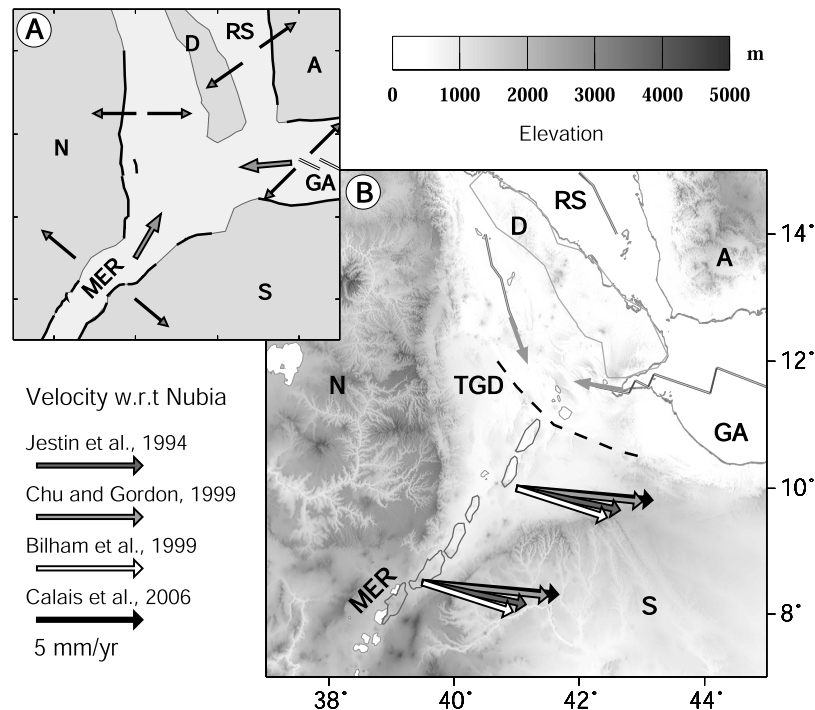 A
D
RS
A
N
GA
MER
S
m
0 1000 2000 3000 4000 5000
Elevation
B
RS
D
A
14°
12°
N
TGD
GA
10°
MER
S
8°
38° 40° 42° 44°
Velocity w.r.t Nubia
Jestin et al., 1994
Chu and Gordon, 1999
Bilham et al., 1999
Calais et al., 2006
5 mm/yr